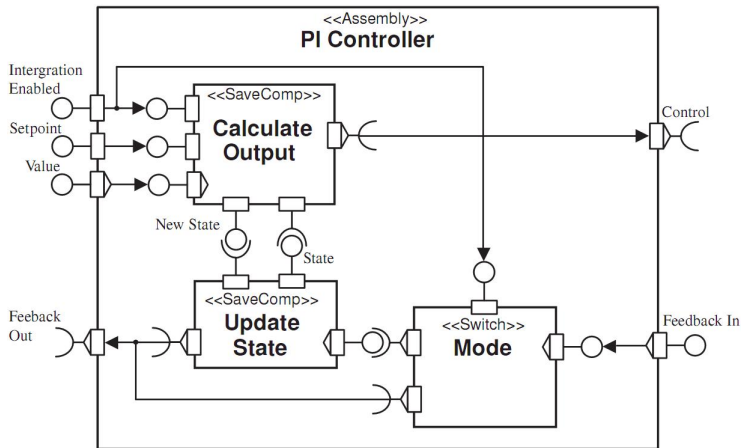 <<Assembly>>
PI Controller
Intergration
Enabled
Setpoint
Value
<<SaveComp>>
Calculate
Output
Control
New State
State
<<SaveComp>>
Update
State
Feeback
Out
<<Switch>>
Mode
Feedback In